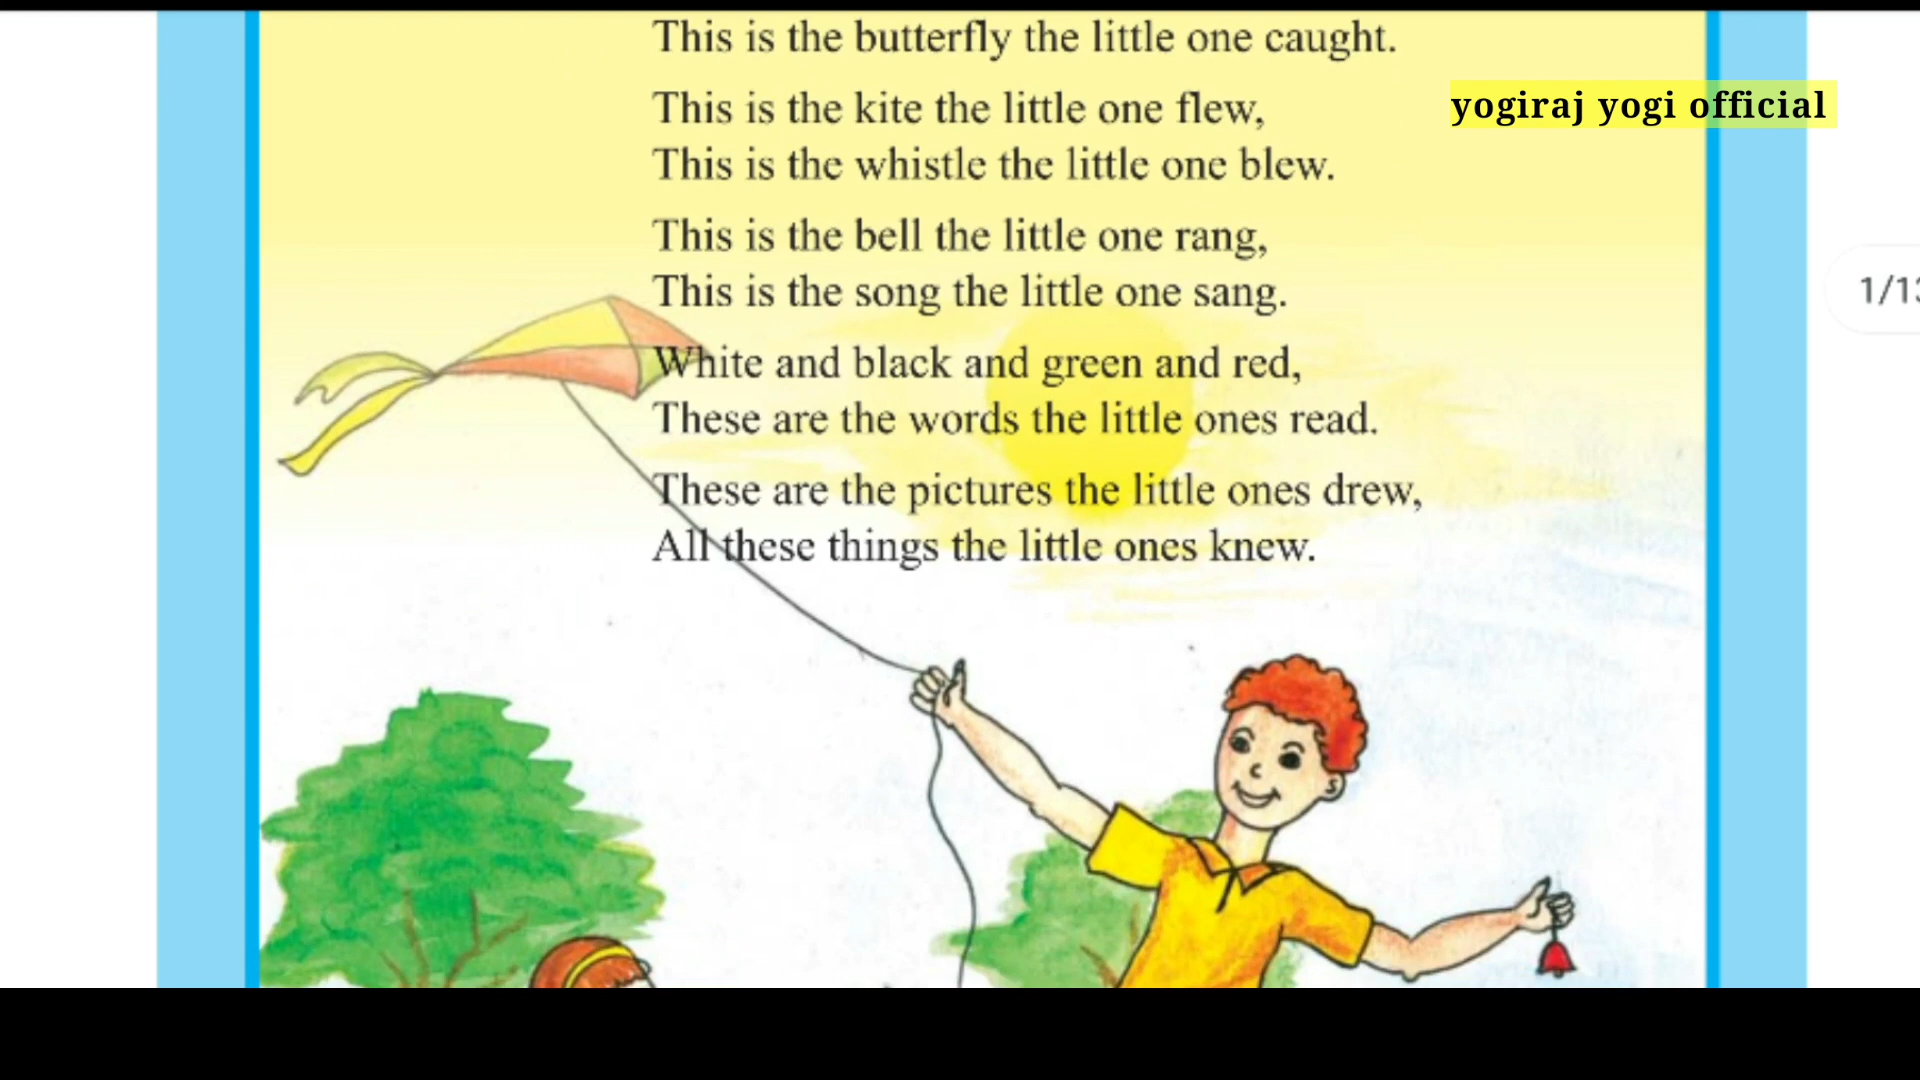 This is the butterfly the little one caught.
yogiraj yogi official
This is the kite the little one flew,
This is the whistle the little one blew.
This is the bell the little one rang,
This is the song the little one sang.
1/13
White and black and green and red,
These are the words the little ones read.
These are the pictures the little ones drew,
All these things the little ones knew.